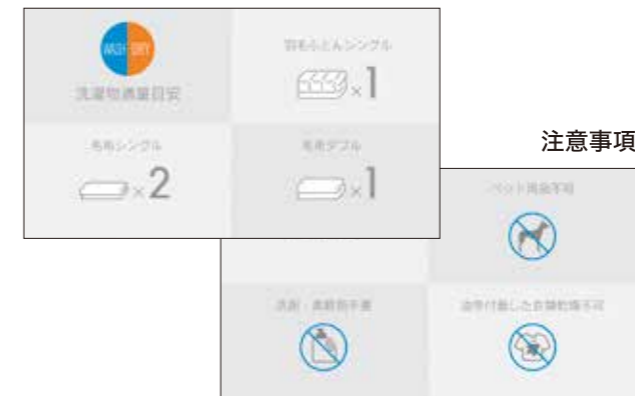 WASH DRY
洗濯物適量目安
羽毛ふとんシングル
×1
毛布シングル
×2
毛布ダブル
×1
注意事項
ペット用品不可
洗剤・柔軟剤不要
油等付着した衣類乾燥不可